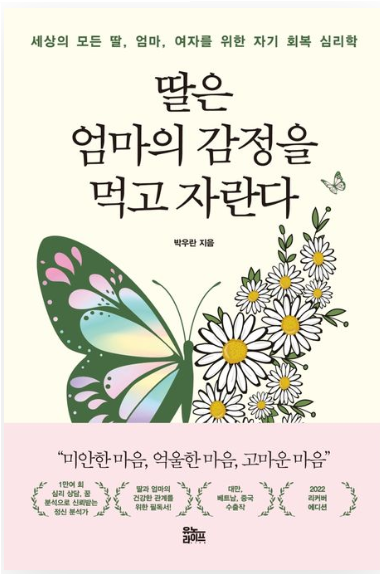 세상의 모든 딸, 엄마, 여자를 위한 자기 회복 심리학
딸은
엄마의 감정을
먹고 자란다
박우란 지음
“미안한 마음, 억울한 마음, 고마운 마음”
1만여 회
심리 상담, 꿈
분석으로 신뢰받는
정신 분석가
딸과 엄마의
건강한 관계를
위한 필독서!
대만,
베트남, 중국
수출작
2022
리커버
에디션
유노
라이프